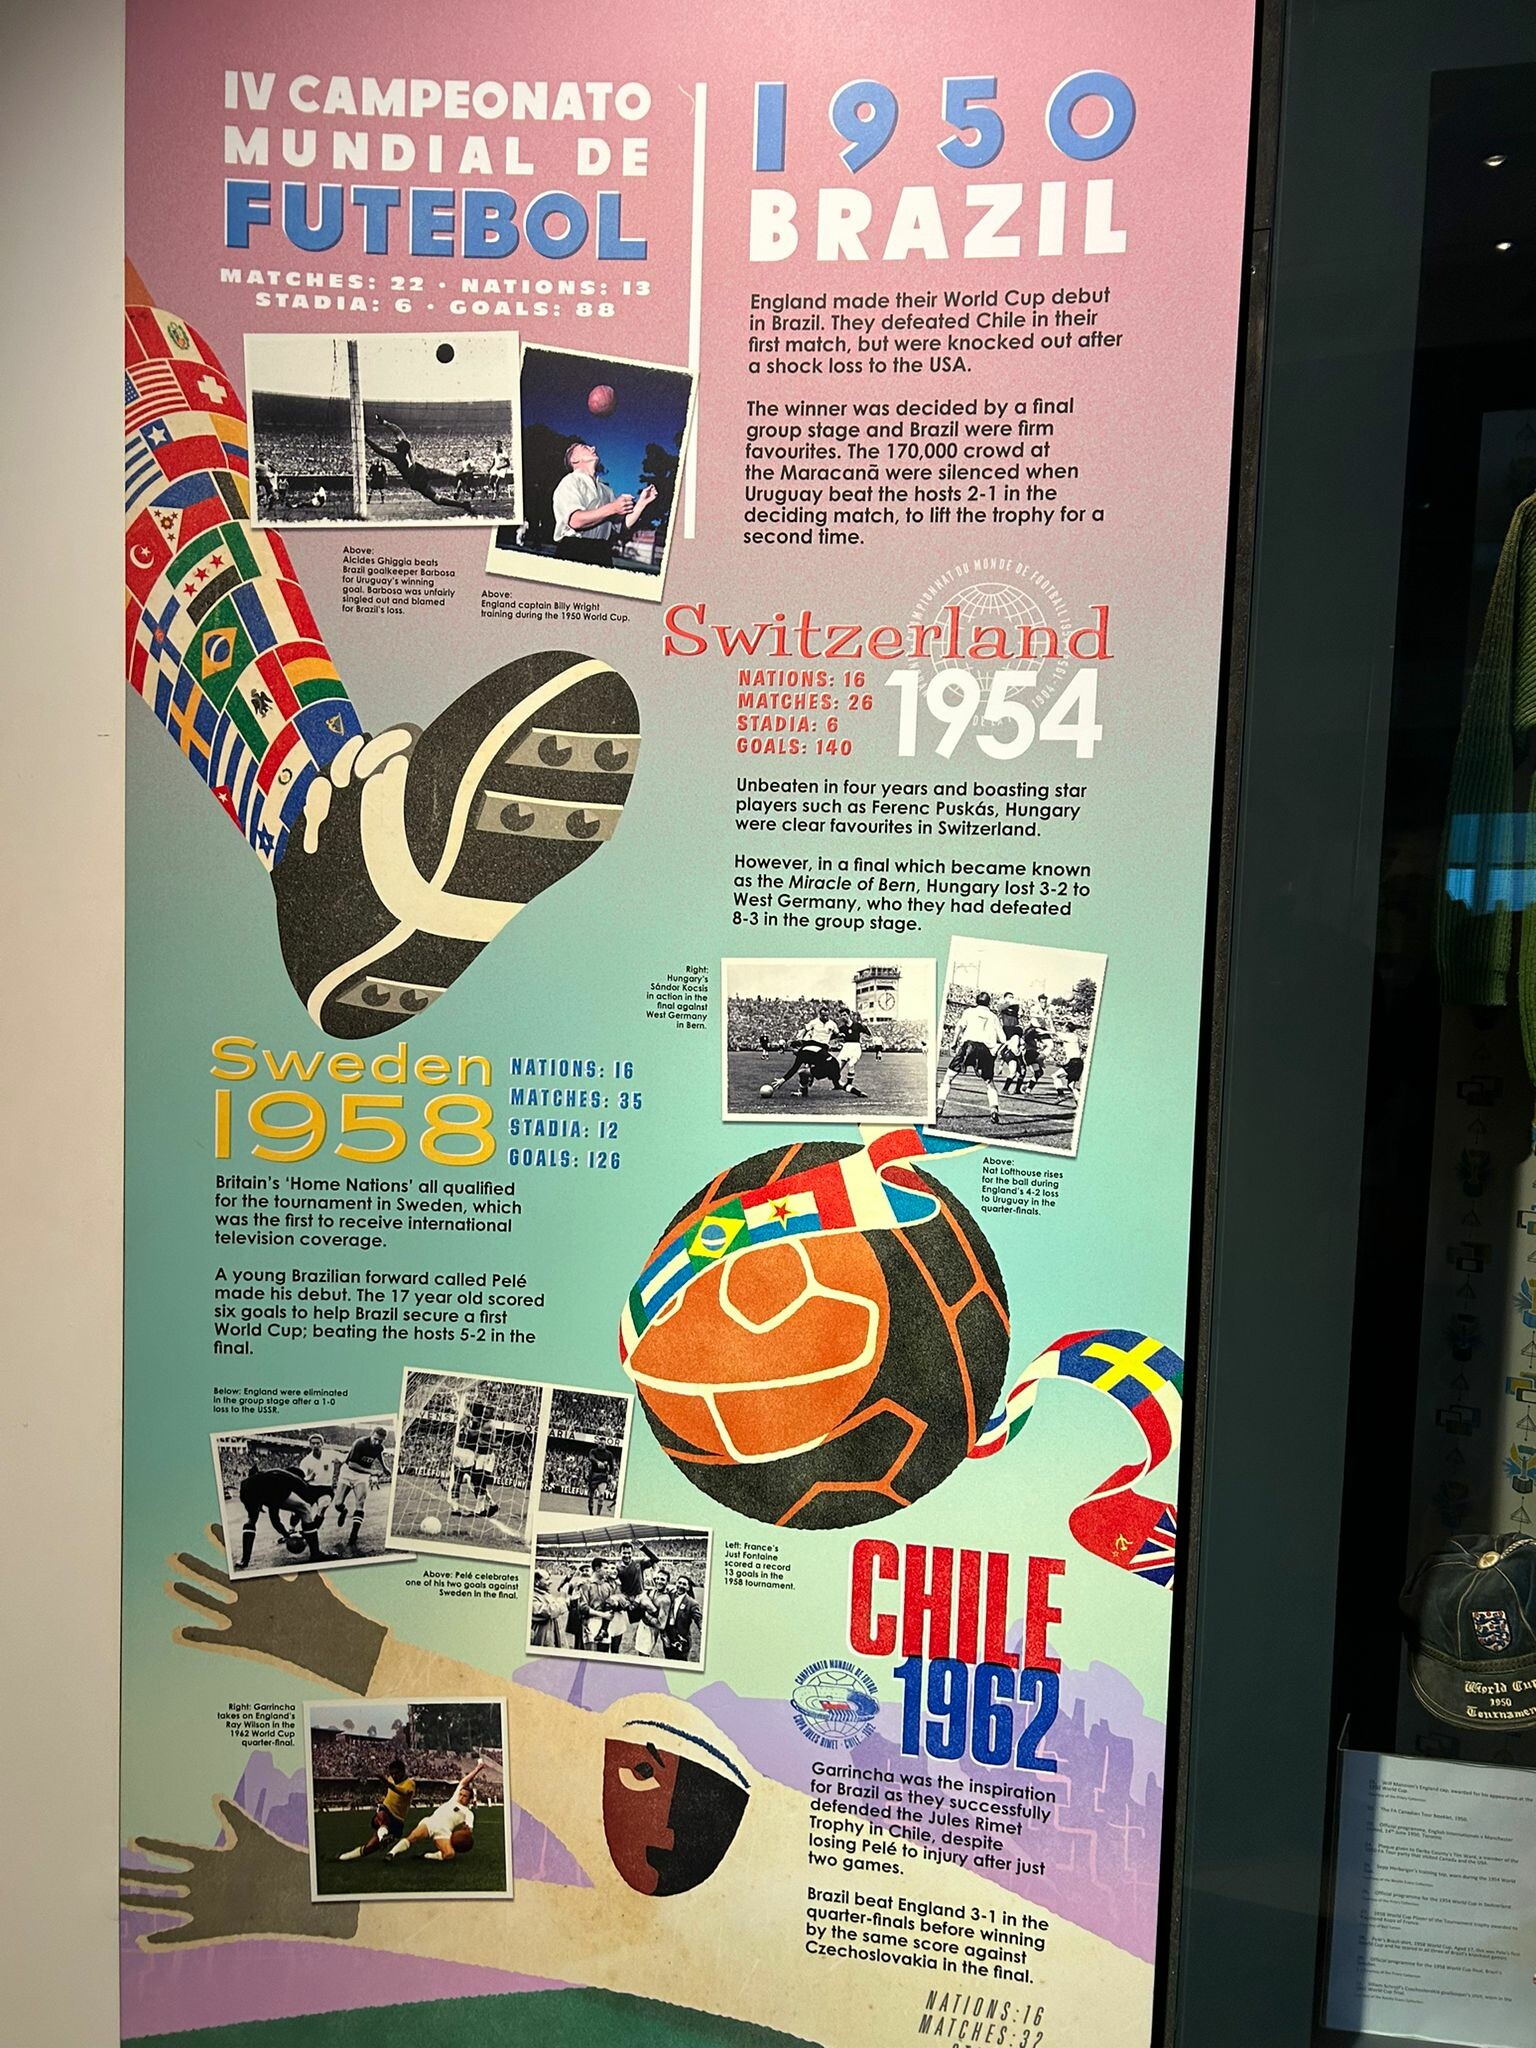 IV CAMPEONATO
MUNDIAL DE
FUTEBOL
MATCHES: 22 · NATIONS: 13
STADIA: 6 · GOALS: 88
1950
BRAZIL
England made their World Cup debut
in Brazil. They defeated Chile in their
first match, but were knocked out after
a shock loss to the USA.
The winner was decided by a final
group stage and Brazil were firm
favourites. The 170,000 crowd at
the Maracanã were silenced when
Uruguay beat the hosts 2-1 in the
deciding match, to lift the trophy for a
second time.
Above:
Alcides Ghiggia beats
Brazil goalkeeper Barbosa
for Uruguay's winning
goal. Barbosa was unfairly
singled out and blamed
for Brazil's loss.
Above:
England captain Billy Wright
training during the 1950 World Cup.
Switzerland
1954
NATIONS: 16
MATCHES: 26
STADIA: 6
GOALS: 140
Unbeaten in four years and boasting star
players such as Ferenc Puskás, Hungary
were clear favourites in Switzerland.
However, in a final which became known
as the Miracle of Bern, Hungary lost 3-2 to
West Germany, who they had defeated
8-3 in the group stage.
Right:
Hungary's
Sándor Kocsis
in action in the
final against
West Germany
in Bern.
Above:
Nat Lofthouse rises
for the ball during
England's 4-2 loss
to Uruguay in the
quarter-finals.
Sweden
1958
NATIONS: 16
MATCHES: 35
STADIA: 12
GOALS: 126
Britain's 'Home Nations' all qualified
for the tournament in Sweden, which
was the first to receive international
television coverage.
A young Brazilian forward called Pelé
made his debut. The 17 year old scored
six goals to help Brazil secure a first
World Cup; beating the hosts 5-2 in the
final.
Below: England were eliminated
in the group stage after a 1-0
loss to the USSR.
Above: Pelé celebrates
one of his two goals against
Sweden in the final.
Left: France's
Just Fontaine
scored a record
13 goals in the
1958 tournament.
CHILE
1962
CAMPEONATO MUNDIAL DE FUTBOL
COPA JULES RIMET · CHILE · 1962
Right: Garrincha
takes on England's
Ray Wilson in the
1962 World Cup
quarter-final.
Garrincha was the inspiration
for Brazil as they successfully
defended the Jules Rimet
Trophy in Chile, despite
losing Pelé to injury after just
two games.
Brazil beat England 3-1 in the
quarter-finals before winning
by the same score against
Czechoslovakia in the final.
NATIONS:16
MATCHES:32
World Cup
1950
Tournamen